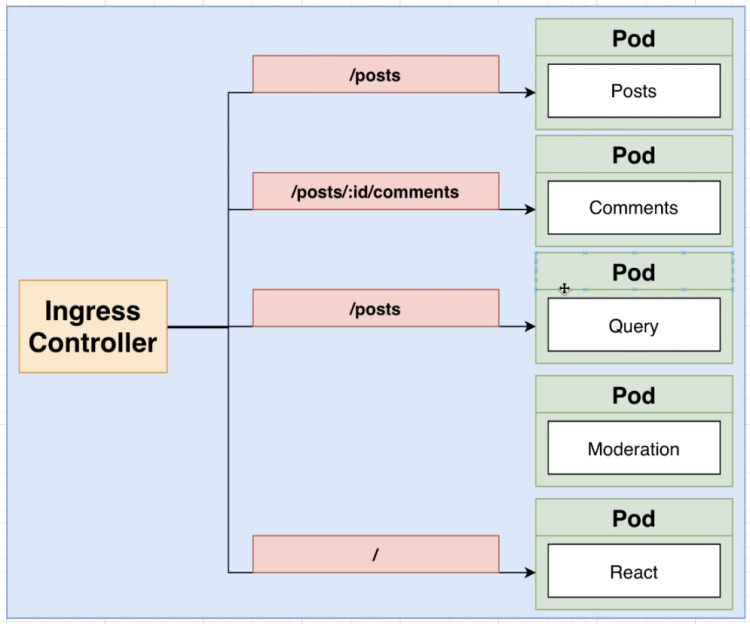 Pod
/posts
Posts
Pod
/posts/:id/comments
Comments
Pod
/posts
Query
Ingress
Controller
Pod
Moderation
Pod
/
React